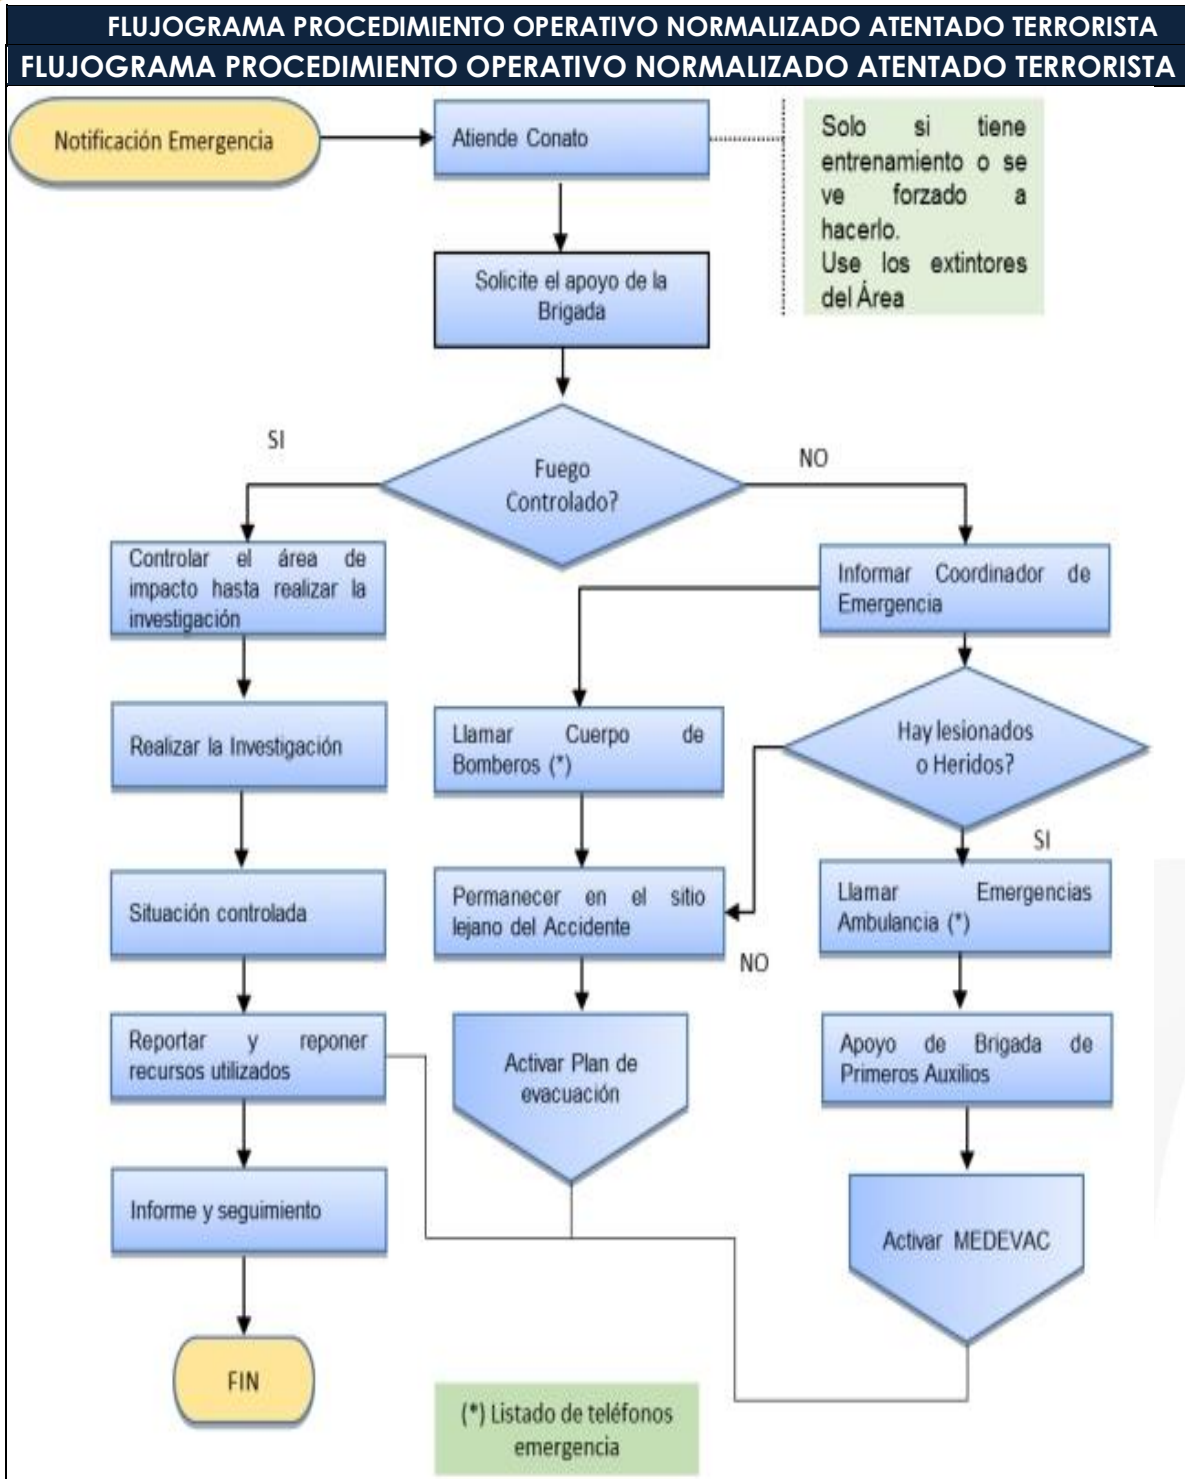 FLUJOGRAMA PROCEDIMIENTO OPERATIVO NORMALIZADO ATENTADO TERRORISTA
FLUJOGRAMA PROCEDIMIENTO OPERATIVO NORMALIZADO ATENTADO TERRORISTA
Notificación Emergencia
Atiende Conato
Solo si tiene
entrenamiento o se
ve forzado a
hacerlo.
Use los extintores
del Área
Solicite el apoyo de la
Brigada
SI
Fuego
Controlado?
NO
Controlar el área de
impacto hasta realizar la
investigación
Informar Coordinador de
Emergencia
Realizar la Investigación
Llamar Cuerpo de
Bomberos (*)
Hay lesionados
o Heridos?
SI
Situación controlada
Permanecer en el sitio
lejano del Accidente
NO
Llamar Emergencias
Ambulancia (*)
Reportar y reponer
recursos utilizados
Activar Plan de
evacuación
Apoyo de Brigada de
Primeros Auxilios
Informe y seguimiento
Activar MEDEVAC
FIN
(*) Listado de teléfonos
emergencia